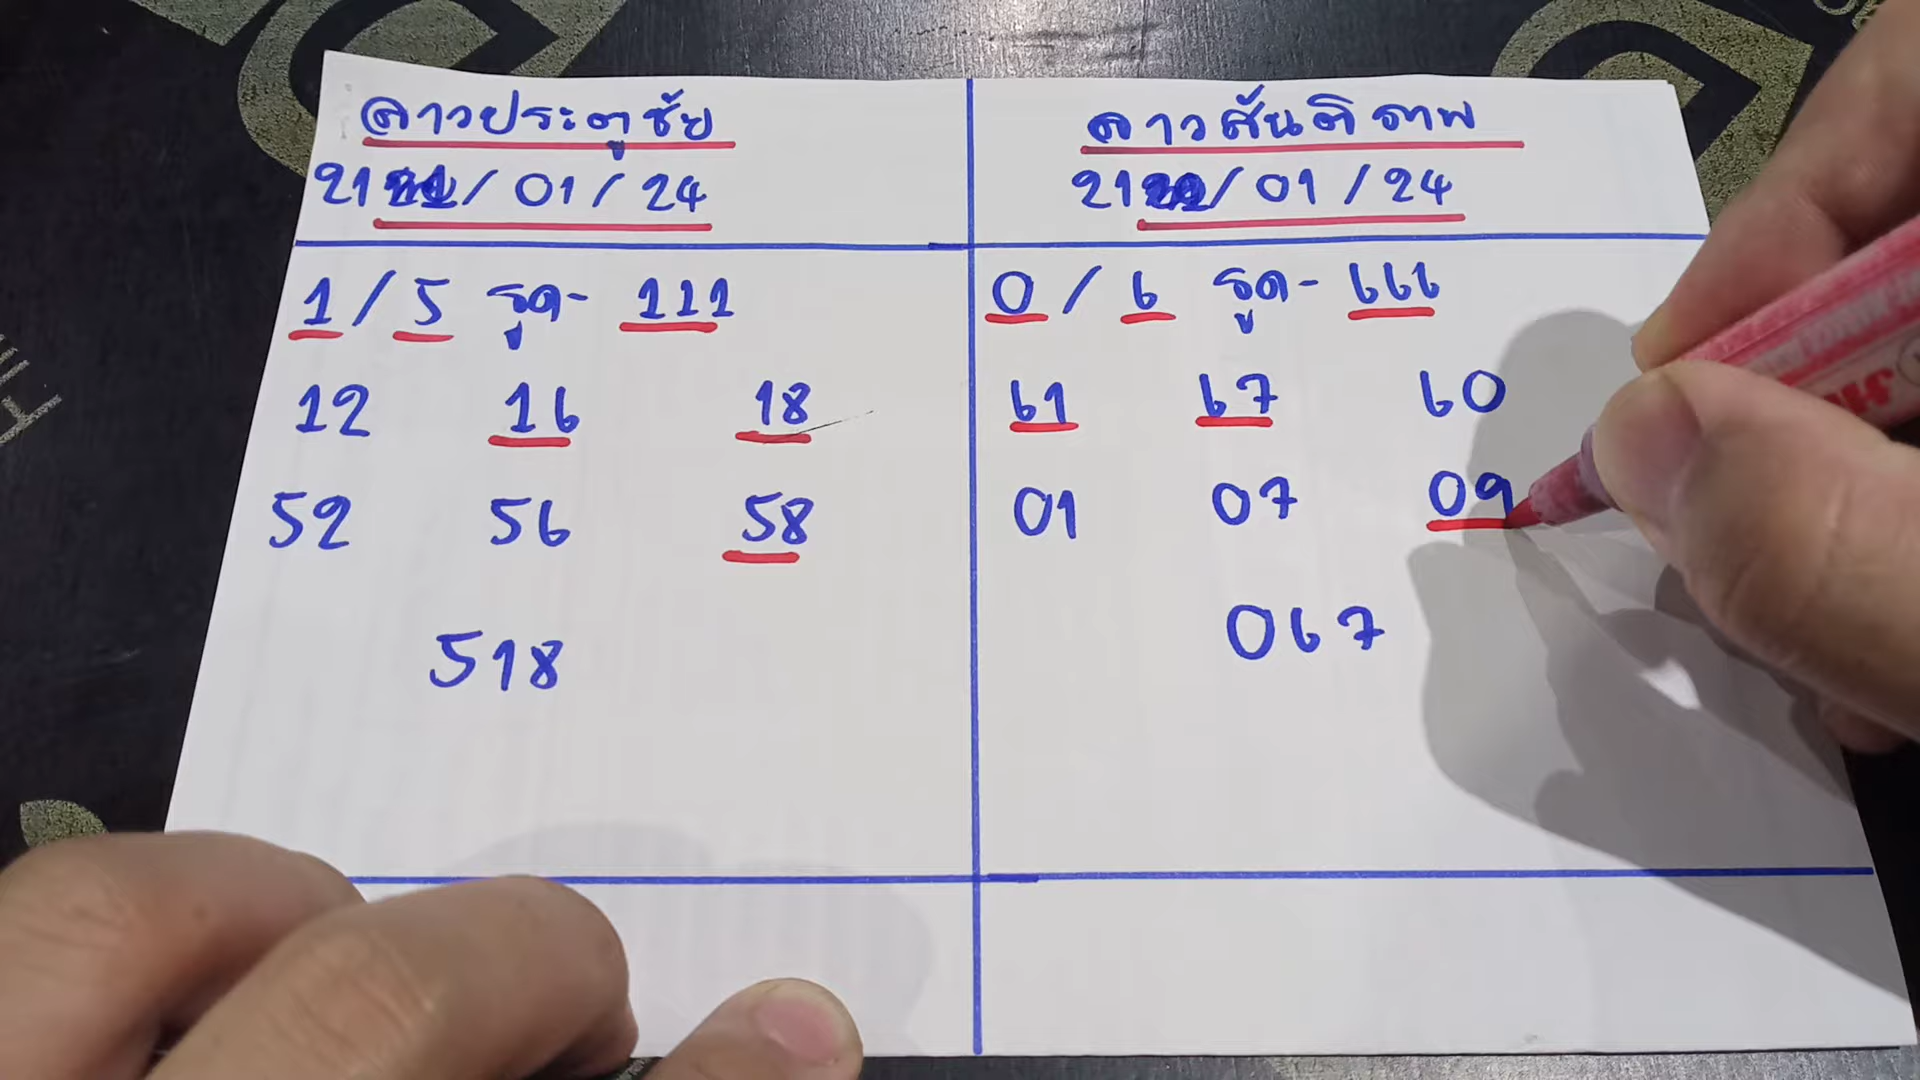 ลาวประตูชัย
21 / 01 / 24
1 / 5 รูด- 111
12 16 18
52 56 58
518
ลาวสันติภาพ
21 / 01 / 24
0 / 6 รูด- 666
61 67 60
01 07 09
067